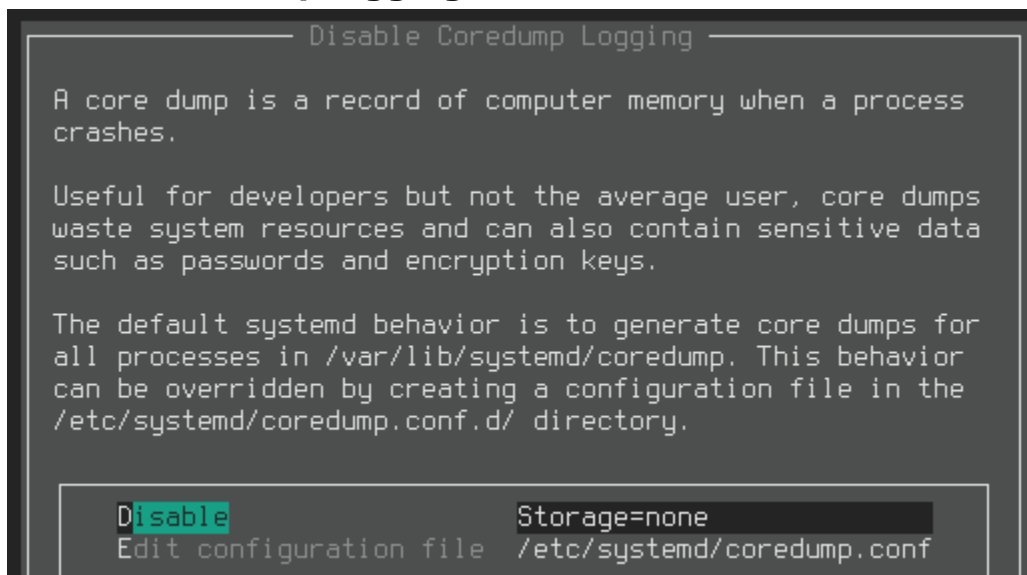 Disable Coredump Logging
A core dump is a record of computer memory when a process
crashes.
Useful for developers but not the average user, core dumps
waste system resources and can also contain sensitive data
such as passwords and encryption keys.
The default systemd behavior is to generate core dumps for
all processes in /var/lib/systemd/coredump. This behavior
can be overridden by creating a configuration file in the
/etc/systemd/coredump.conf.d/ directory.
Disable Storage=none
Edit configuration file /etc/systemd/coredump.conf